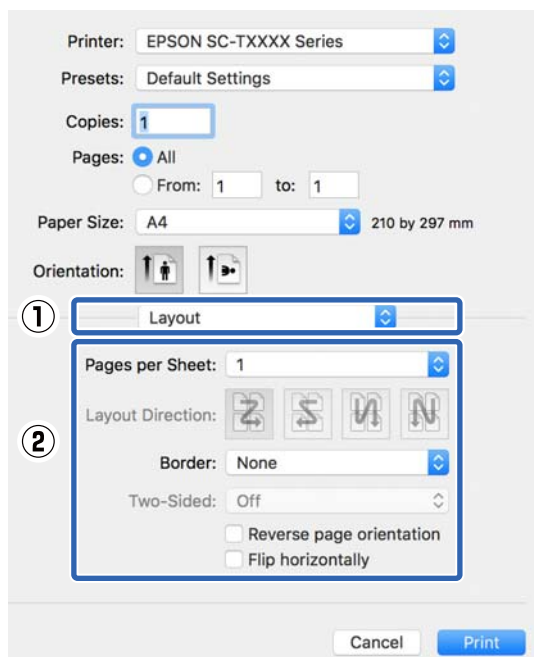 Printer: EPSON SC-TXXXX Series
Presets: Default Settings
Copies: 1
Pages: All
From: 1 to: 1
Paper Size: A4 210 by 297 mm
Orientation:
① Layout
Pages per Sheet: 1
Layout Direction:
②
Border: None
Two-Sided: Off
Reverse page orientation
Flip horizontally
Cancel Print